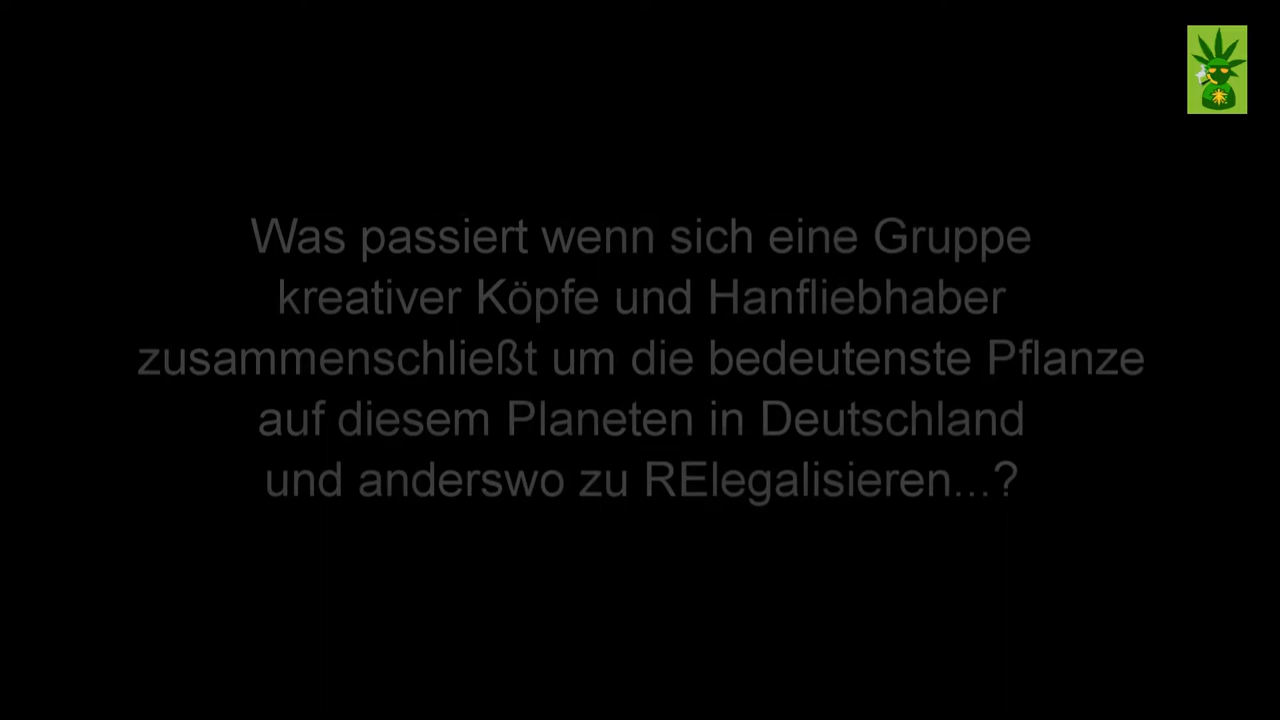 Was passiert wenn sich eine Gruppe
kreativer Köpfe und Hanfliebhaber
zusammenschließt um die bedeutenste Pflanze
auf diesem Planeten in Deutschland
und anderswo zu RElegalisieren...?